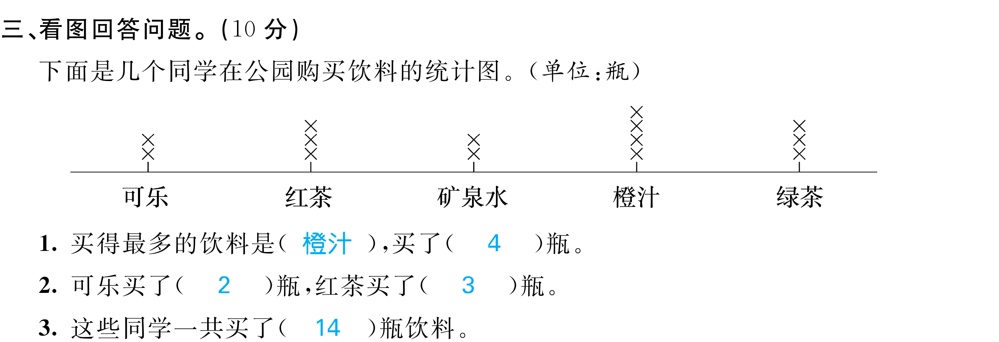 三、看图回答问题。(10 分)
下面是几个同学在公园购买饮料的统计图。(单位:瓶)
可乐 红茶 矿泉水 橙汁 绿茶
1. 买得最多的饮料是( 橙汁 ),买了( 4 )瓶。
2. 可乐买了( 2 )瓶,红茶买了( 3 )瓶。
3. 这些同学一共买了( 14 )瓶饮料。